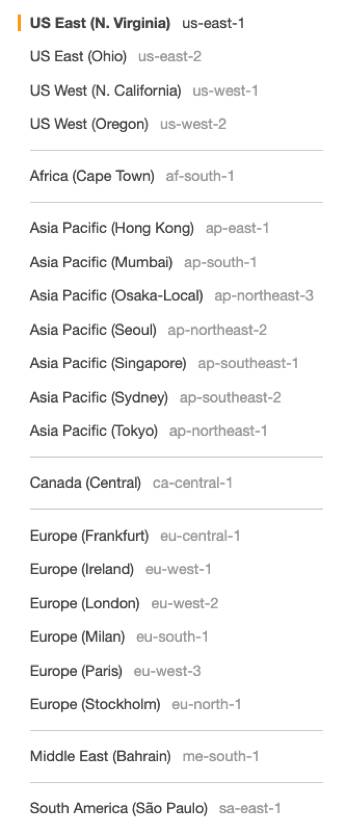 US East (N. Virginia) us-east-1
US East (Ohio) us-east-2
US West (N. California) us-west-1
US West (Oregon) us-west-2
Africa (Cape Town) af-south-1
Asia Pacific (Hong Kong) ap-east-1
Asia Pacific (Mumbai) ap-south-1
Asia Pacific (Osaka-Local) ap-northeast-3
Asia Pacific (Seoul) ap-northeast-2
Asia Pacific (Singapore) ap-southeast-1
Asia Pacific (Sydney) ap-southeast-2
Asia Pacific (Tokyo) ap-northeast-1
Canada (Central) ca-central-1
Europe (Frankfurt) eu-central-1
Europe (Ireland) eu-west-1
Europe (London) eu-west-2
Europe (Milan) eu-south-1
Europe (Paris) eu-west-3
Europe (Stockholm) eu-north-1
Middle East (Bahrain) me-south-1
South America (São Paulo) sa-east-1